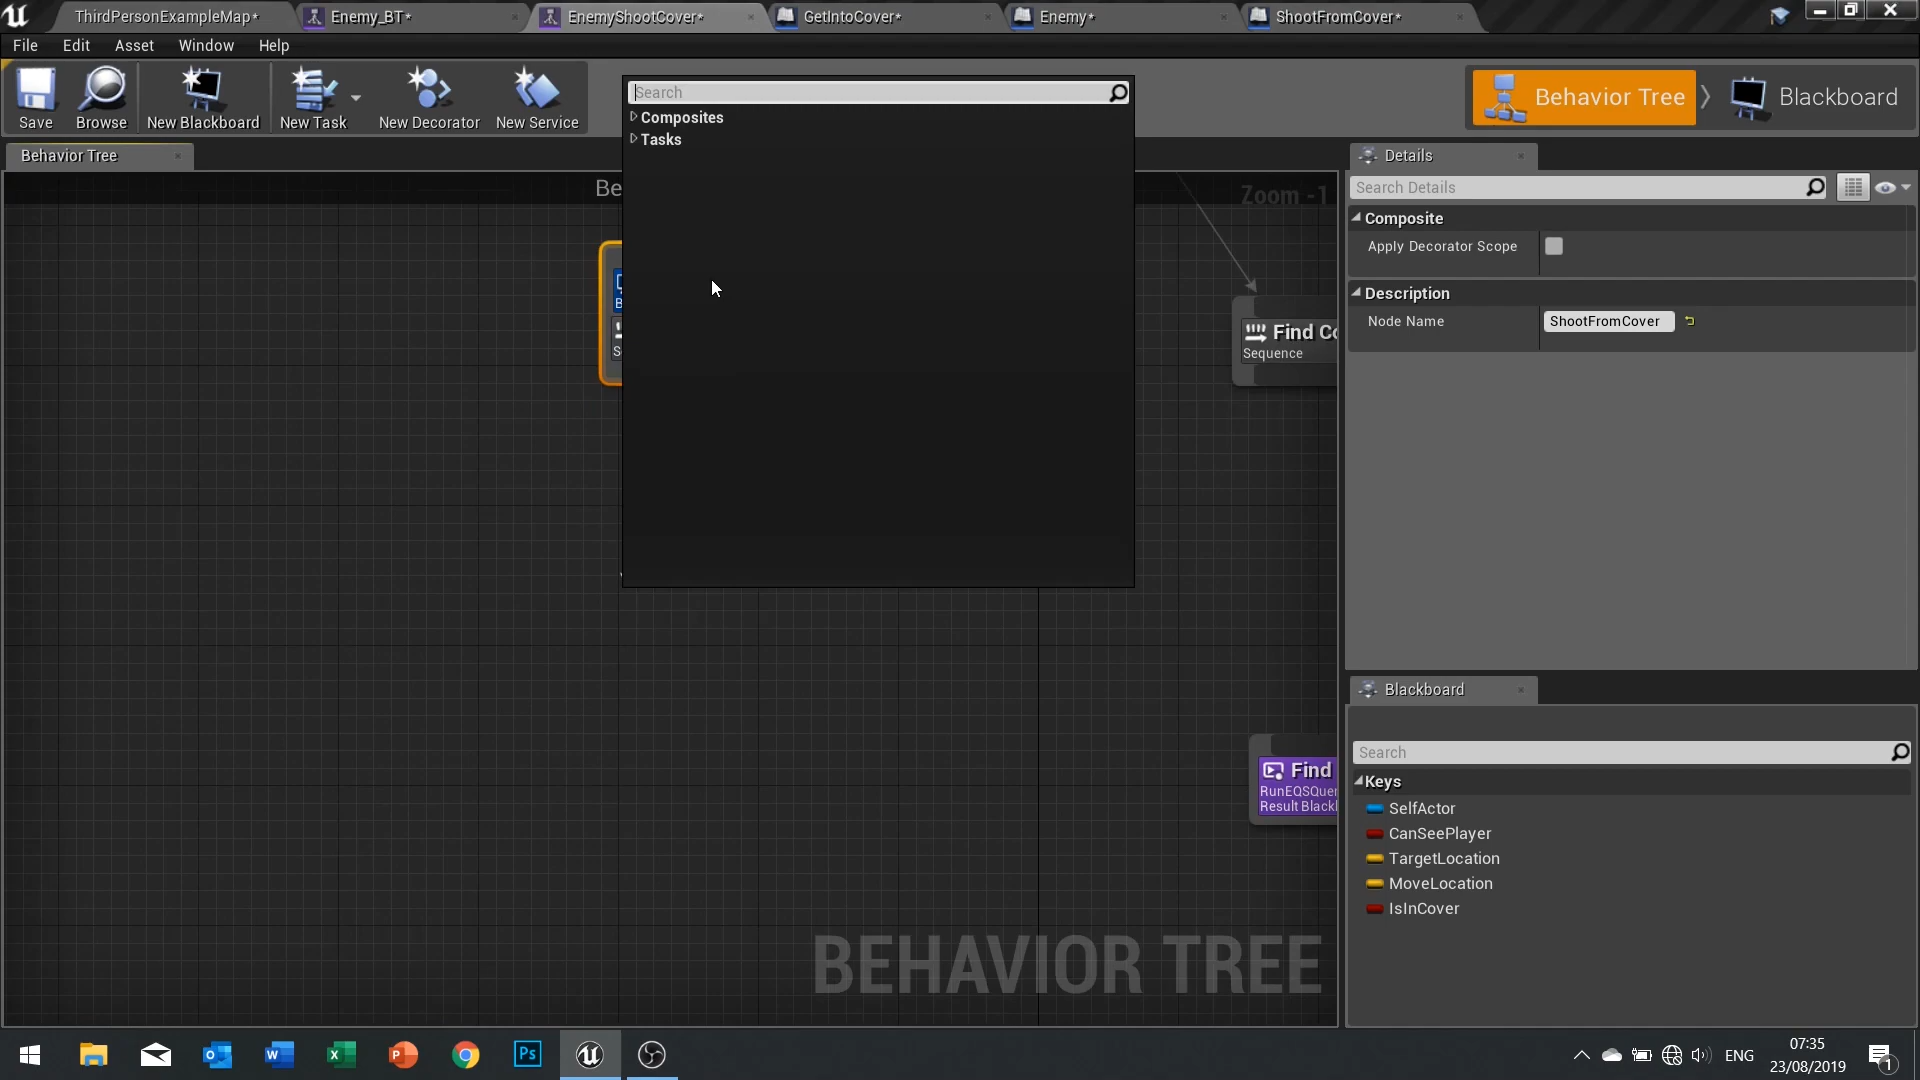 ThirdPersonExampleMap*
Enemy_BT*
EnemyShootCover*
GetIntoCover*
Enemy*
ShootFromCover*
File Edit Asset Window Help
Save
Browse
New Blackboard
New Task
New Decorator
New Service
Behavior Tree
Blackboard
Search
Composites
Tasks
Behavior Tree
Be
Zoom -1
B
S
Find Co
Sequence
Find
RunEQSQuer
Result Blackb
BEHAVIOR TREE
Details
Search Details
Composite
Apply Decorator Scope
Description
Node Name
ShootFromCover
Blackboard
Search
Keys
SelfActor
CanSeePlayer
TargetLocation
MoveLocation
IsInCover
ENG
07:35
23/08/2019
1